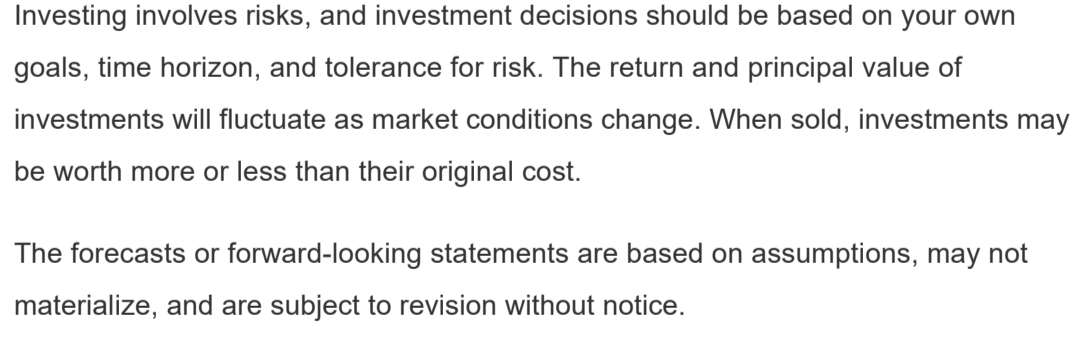 Investing involves risks, and investment decisions should be based on your own
goals, time horizon, and tolerance for risk. The return and principal value of
investments will fluctuate as market conditions change. When sold, investments may
be worth more or less than their original cost.
The forecasts or forward-looking statements are based on assumptions, may not
materialize, and are subject to revision without notice.